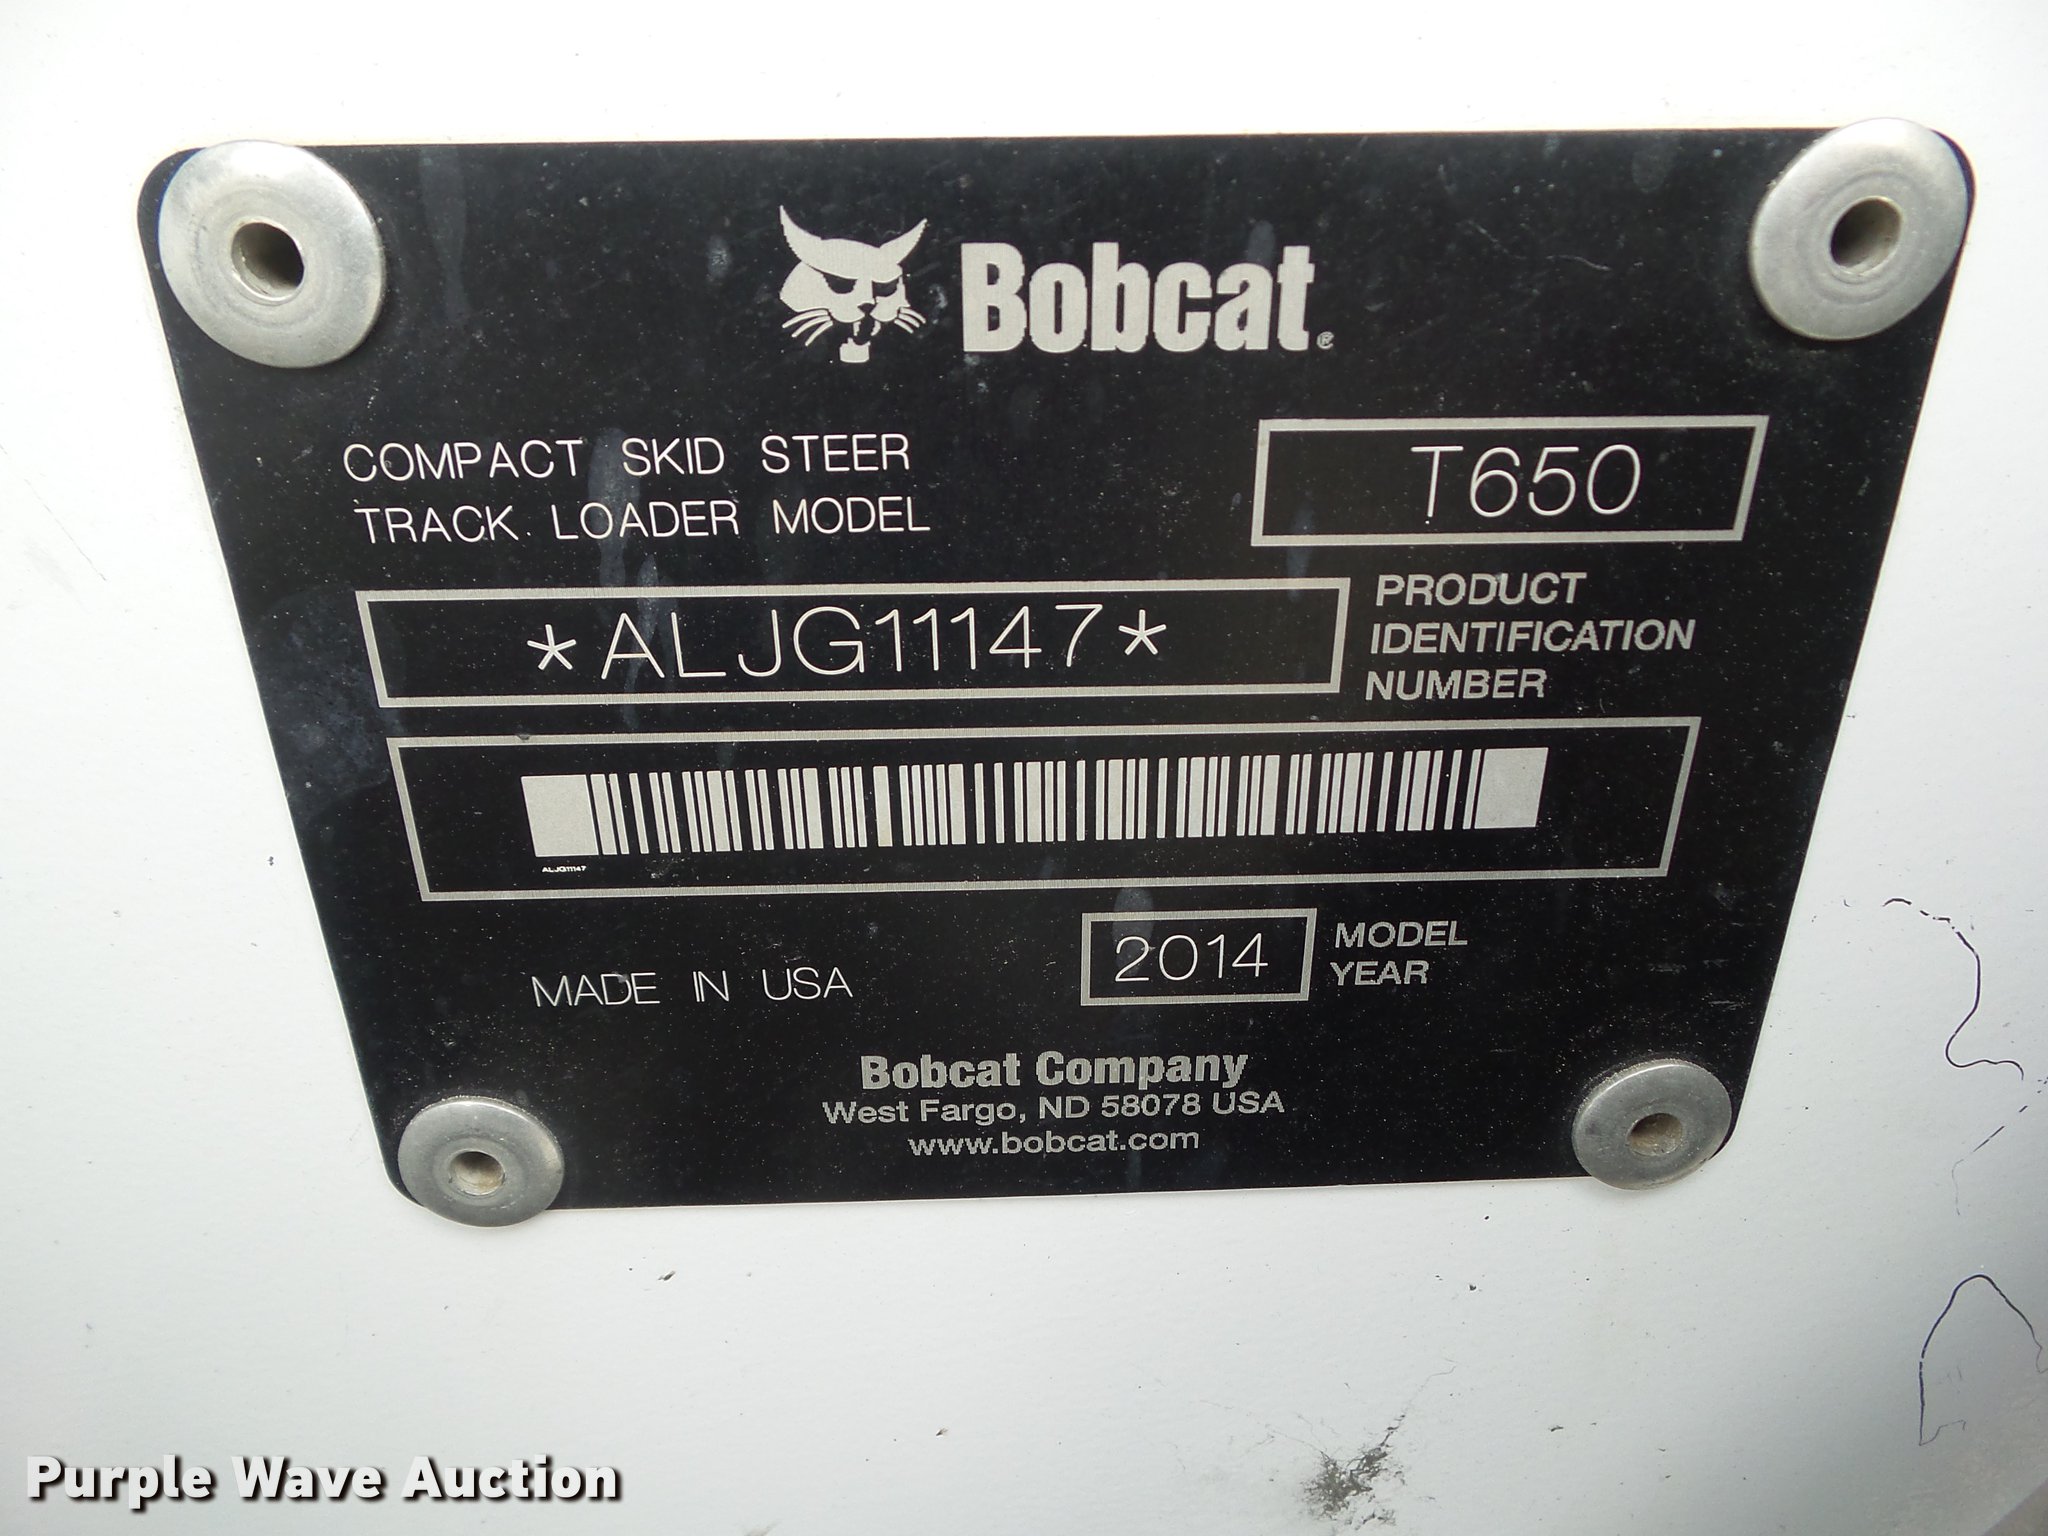 Bobcat®
COMPACT SKID STEER
TRACK LOADER MODEL
T650
*ALJG11147*
PRODUCT
IDENTIFICATION
NUMBER
ALJG11147
MADE IN USA
2014
MODEL
YEAR
Bobcat Company
West Fargo, ND 58078 USA
www.bobcat.com
Purple Wave Auction